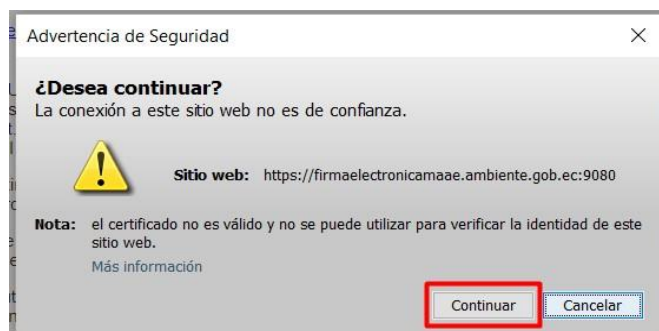 Advertencia de Seguridad
¿Desea continuar?
La conexión a este sitio web no es de confianza.
Sitio web: https://firmaelectronicamaae.ambiente.gob.ec:9080
Nota: el certificado no es válido y no se puede utilizar para verificar la identidad de este
sitio web.
Más información
Continuar Cancelar